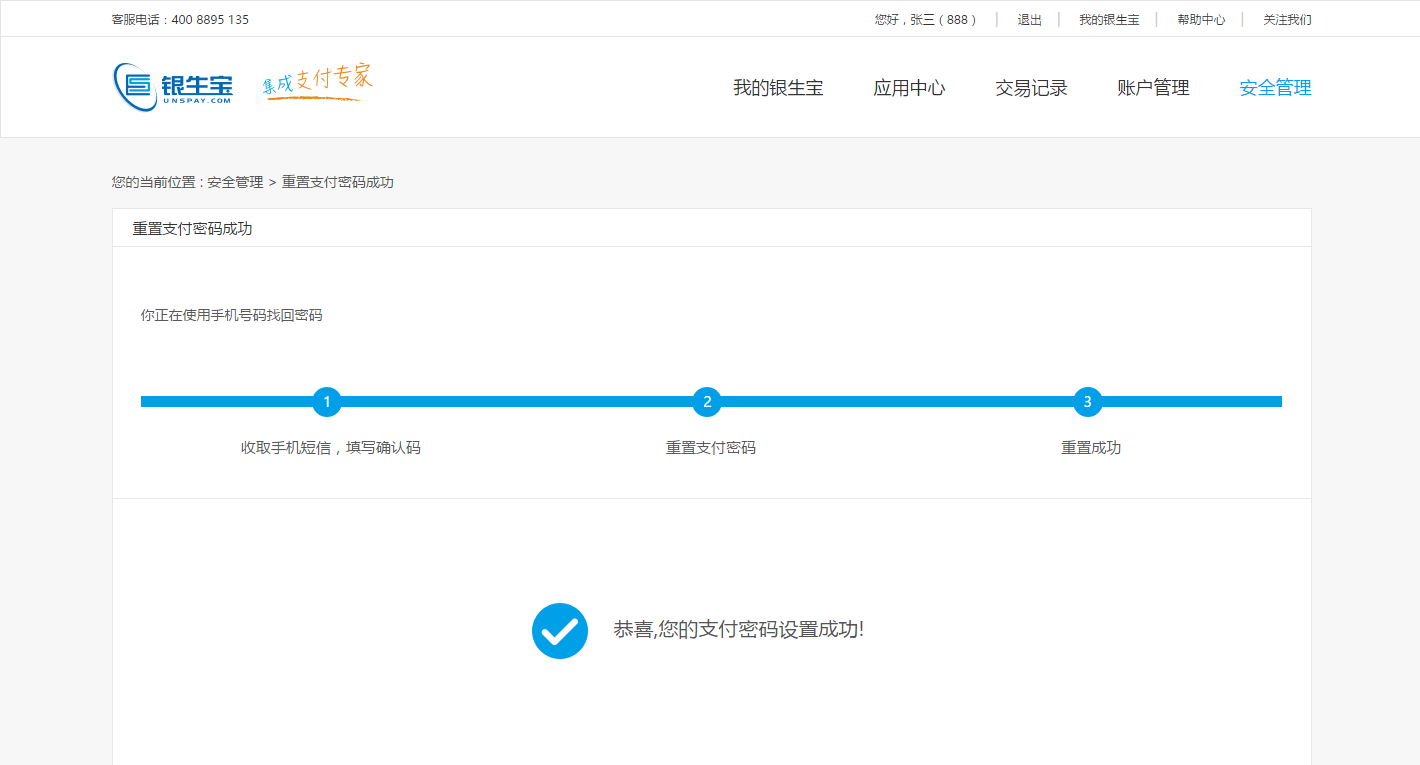 客服电话：400 8895 135
您好，张三（888） | 退出 | 我的银生宝 | 帮助中心 | 关注我们
银生宝
UNSPAY.COM
集成支付专家
我的银生宝 应用中心 交易记录 账户管理 安全管理
您的当前位置：安全管理 > 重置支付密码成功
重置支付密码成功
你正在使用手机号码找回密码
1 2 3
收取手机短信，填写确认码 重置支付密码 重置成功
恭喜,您的支付密码设置成功!